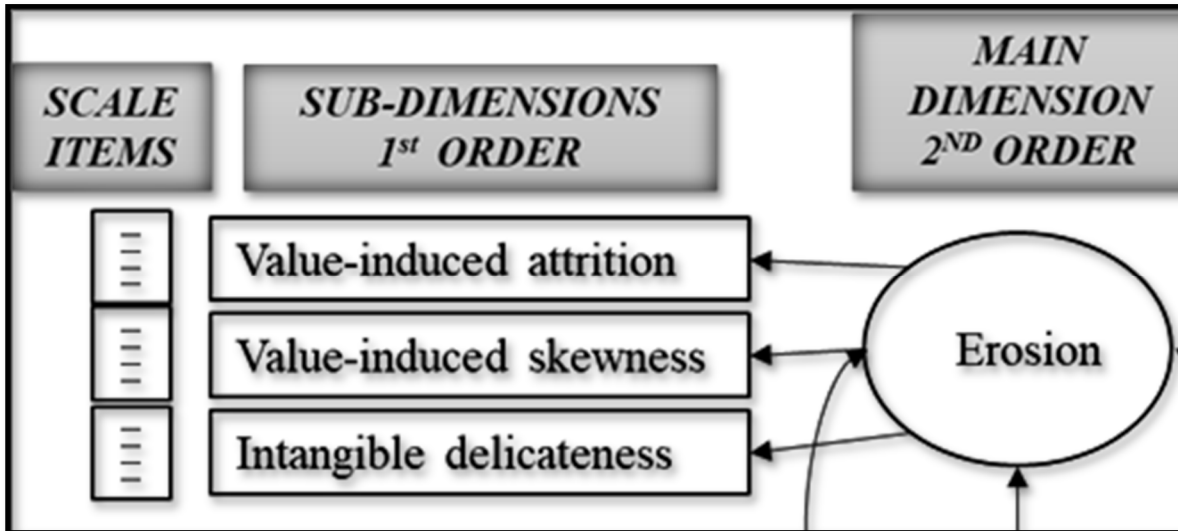 SCALE
ITEMS
SUB-DIMENSIONS
1st ORDER
MAIN
DIMENSION
2ND ORDER
Value-induced attrition
Value-induced skewness
Intangible delicateness
Erosion